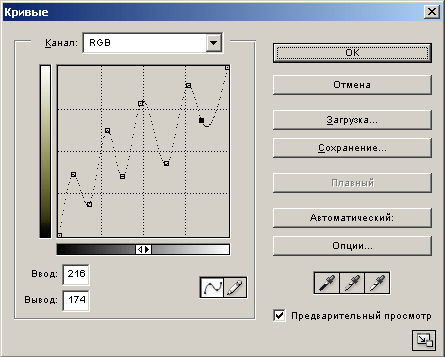 Кривые
Канал: RGB
OK
Отмена
Загрузка...
Сохранение...
Плавный
Автоматический:
Опции...
Ввод: 216
Вывод: 174
Предварительный просмотр